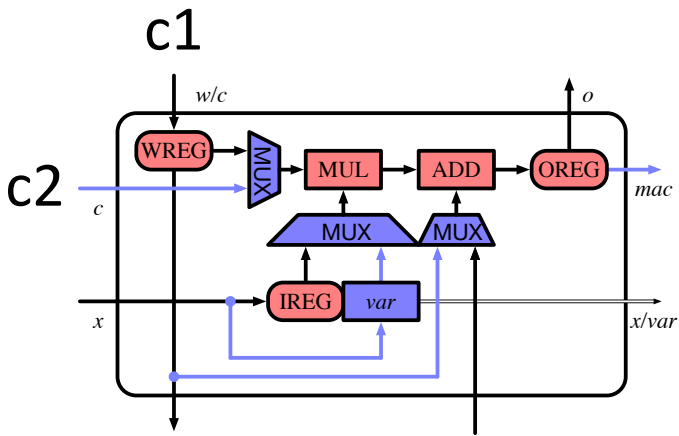 c1
w/c
o
WREG
MUX
MUL
ADD
OREG
c2
c
mac
MUX
MUX
IREG
var
x
x/var